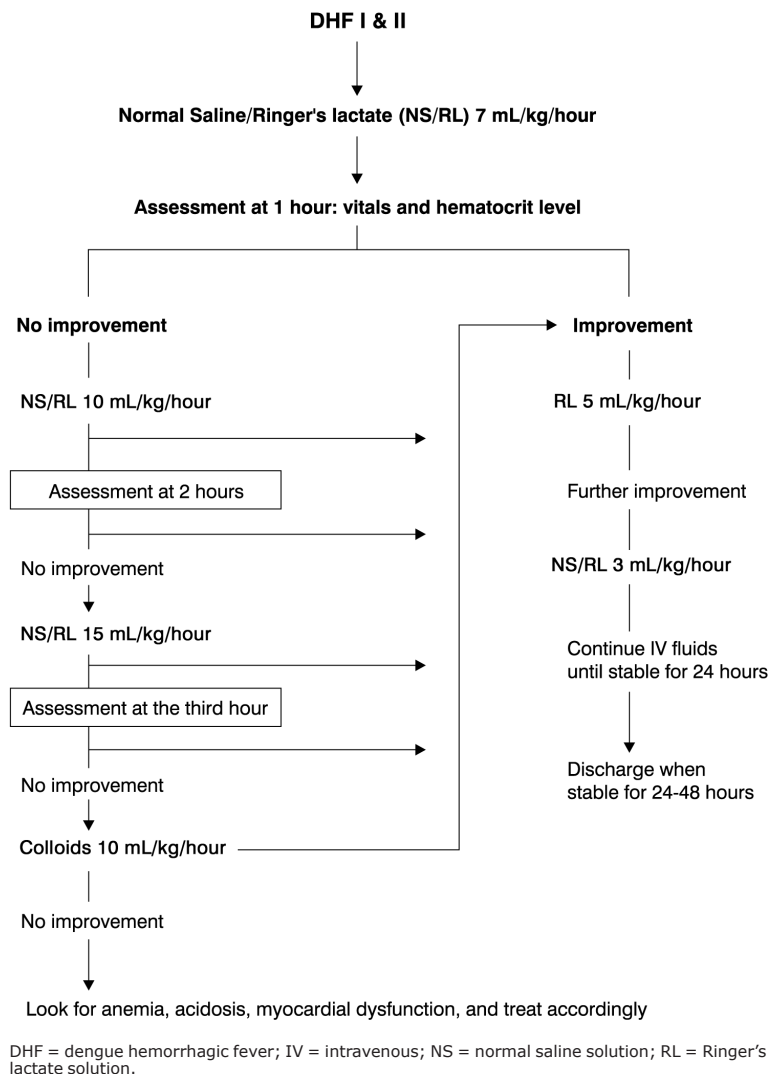 DHF I & II
Normal Saline/Ringer's lactate (NS/RL) 7 mL/kg/hour
Assessment at 1 hour: vitals and hematocrit level
No improvement
NS/RL 10 mL/kg/hour
Assessment at 2 hours
No improvement
NS/RL 15 mL/kg/hour
Assessment at the third hour
No improvement
Colloids 10 mL/kg/hour
No improvement
Look for anemia, acidosis, myocardial dysfunction, and treat accordingly
Improvement
RL 5 mL/kg/hour
Further improvement
NS/RL 3 mL/kg/hour
Continue IV fluids
until stable for 24 hours
Discharge when
stable for 24-48 hours
DHF = dengue hemorrhagic fever; IV = intravenous; NS = normal saline solution; RL = Ringer's
lactate solution.